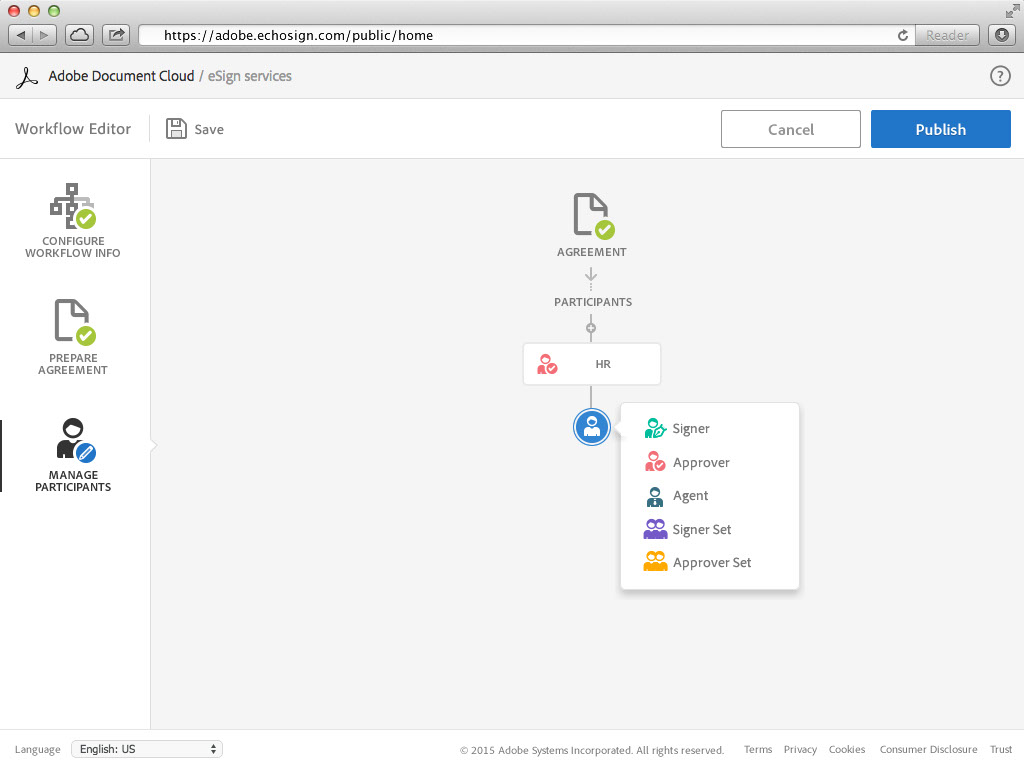 https://adobe.echosign.com/public/home
Reader
Adobe Document Cloud / eSign services
?
Workflow Editor
Save
Cancel
Publish
CONFIGURE
WORKFLOW INFO
PREPARE
AGREEMENT
MANAGE
PARTICIPANTS
AGREEMENT
PARTICIPANTS
HR
Signer
Approver
Agent
Signer Set
Approver Set
Language
English: US
© 2015 Adobe Systems Incorporated. All rights reserved.
Terms
Privacy
Cookies
Consumer Disclosure
Trust